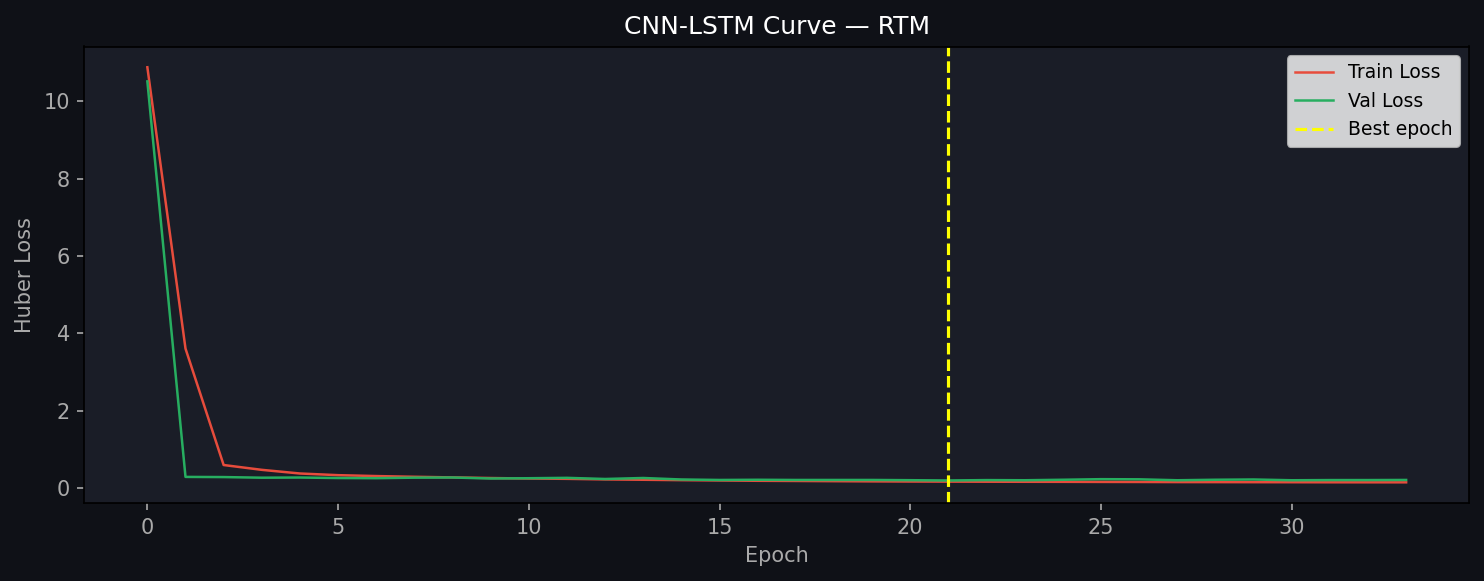 CNN-LSTM Curve — RTM
Train Loss
Val Loss
Best epoch
Huber Loss
10
8
6
4
2
0
0 5 10 15 20 25 30
Epoch